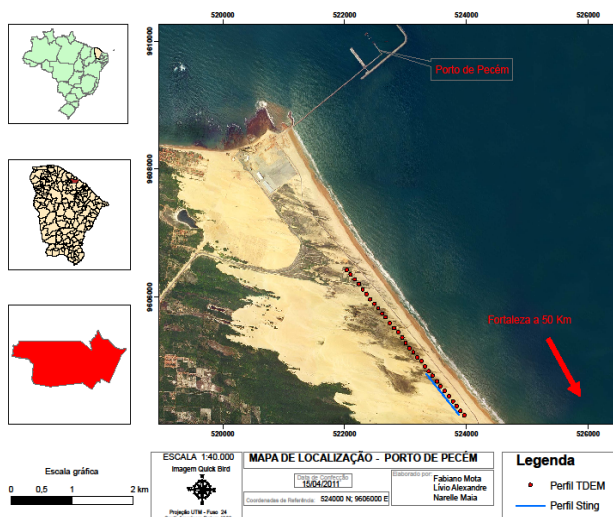 520000 522000 524000 526000
9610000
9608000
9606000
Porto de Pecém
Fortaleza a 50 Km
520000 522000 524000 526000
Escala gráfica
0 0,5 1 2 km
ESCALA 1:40.000
Imagem Quick Bird
Projeção UTM - Fuso 24
MAPA DE LOCALIZAÇÃO - PORTO DE PECÉM
Data de Confecção
15/04/2011
Elaborado por:
Fabiano Mota
Lívio Alexandre
Narelle Maia
Coordenadas de Referência: 524000 N; 9606000 E
Legenda
Perfil TDEM
Perfil Sting